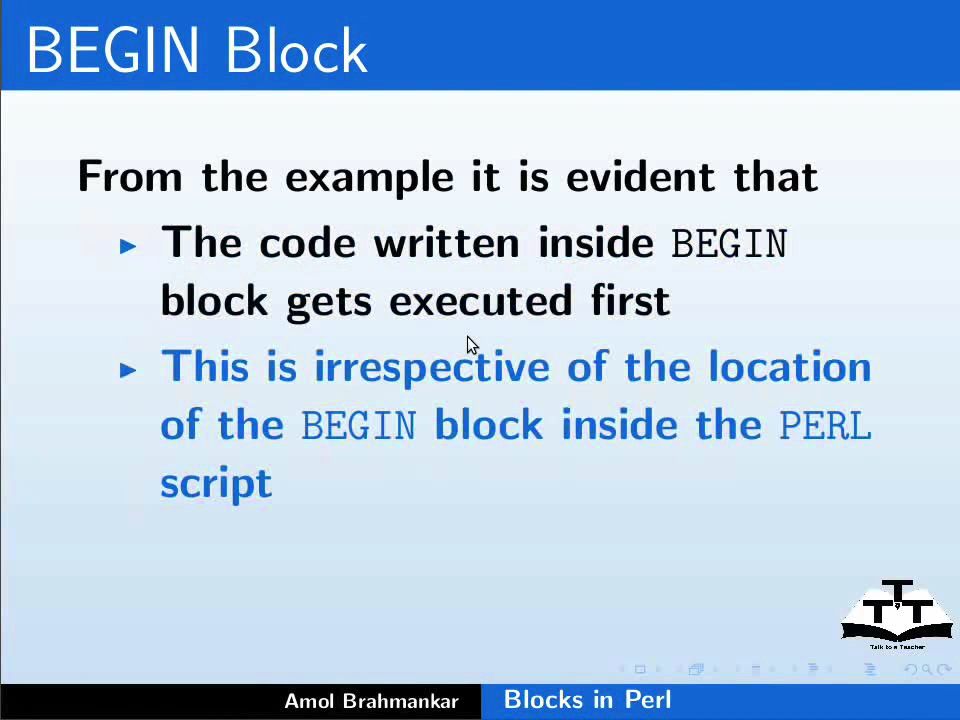 BEGIN Block
From the example it is evident that
The code written inside BEGIN
block gets executed first
This is irrespective of the location
of the BEGIN block inside the PERL
script
T
T T
Talk to a Teacher
Amol Brahmankar
Blocks in Perl